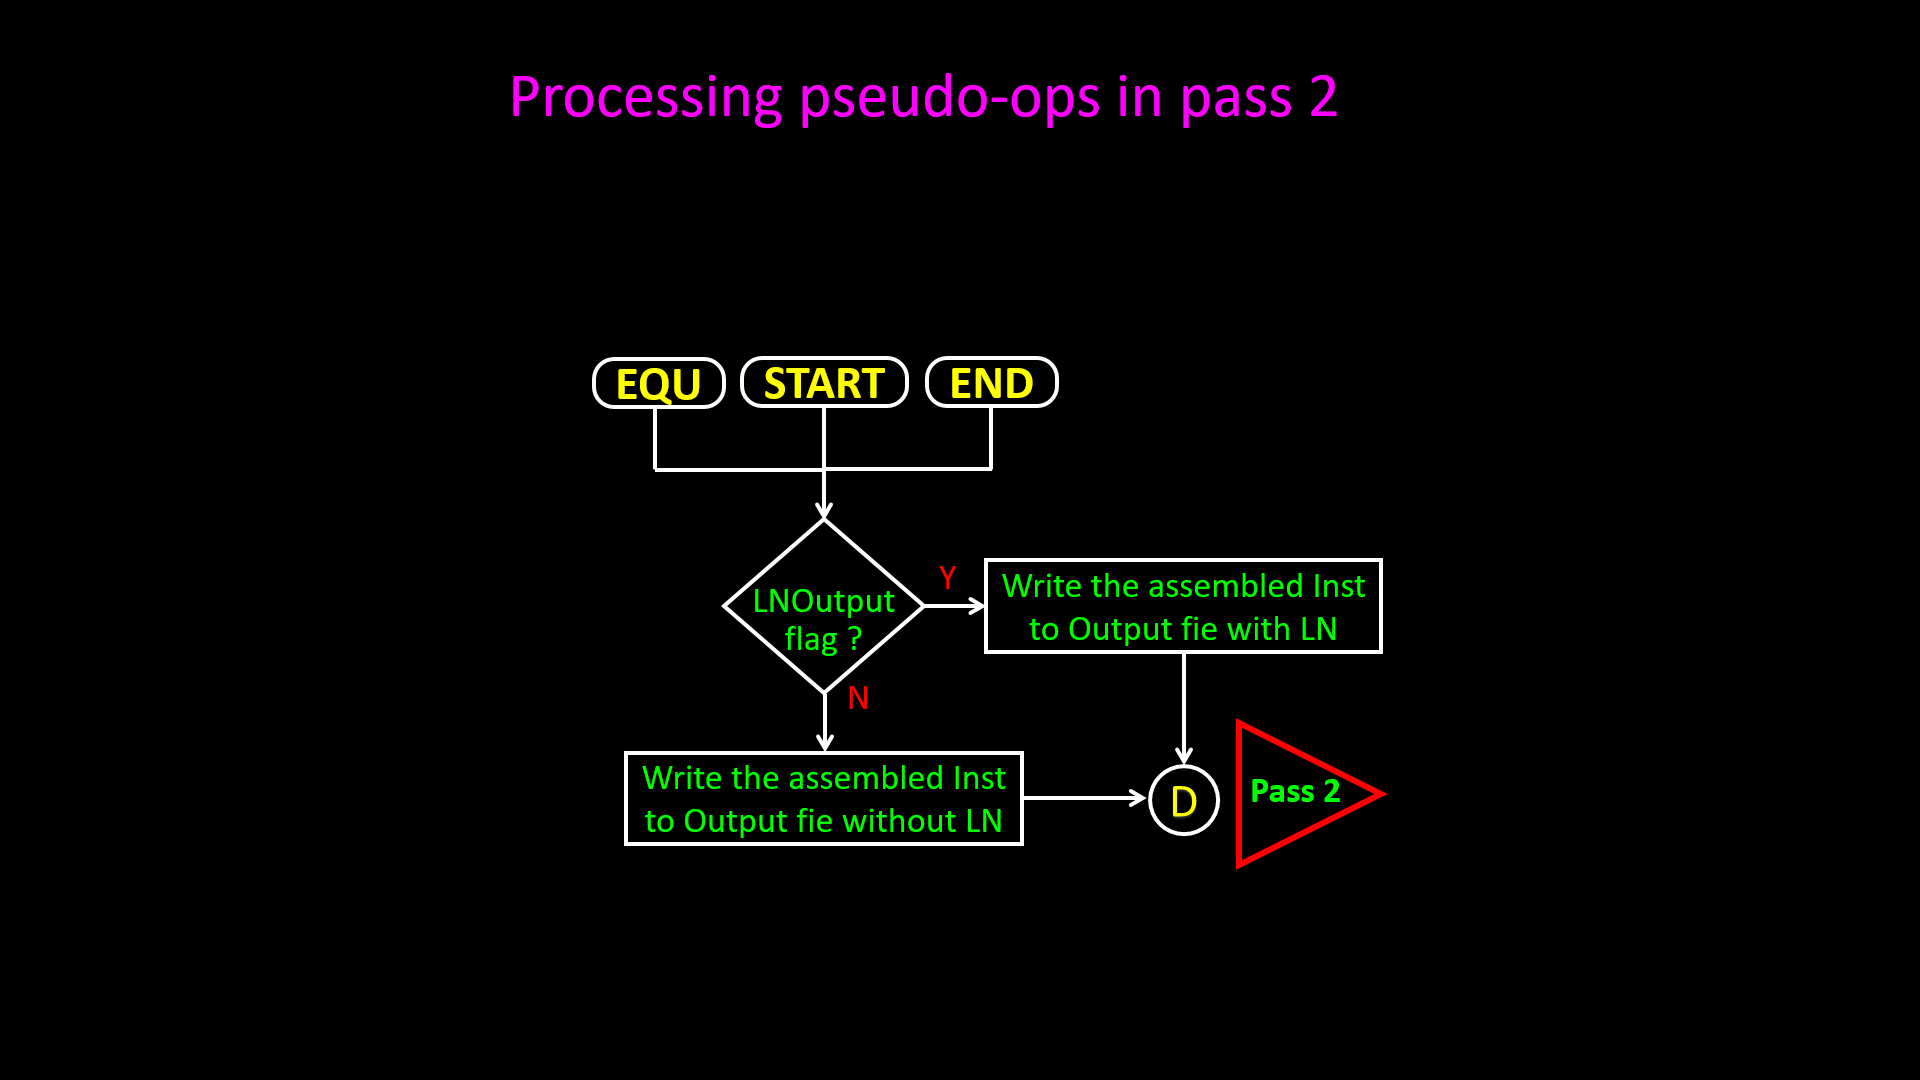 Processing pseudo-ops in pass 2
EQU
START
END
LNOutput
flag ?
Y
Write the assembled Inst
to Output fie with LN
N
Write the assembled Inst
to Output fie without LN
D
Pass 2